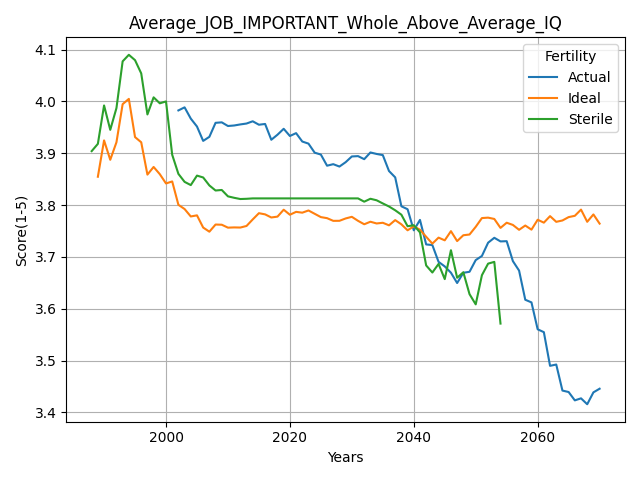 Average_JOB_IMPORTANT_Whole_Above_Average_IQ
Fertility
Actual
Ideal
Sterile
Score(1-5)
4.1
4.0
3.9
3.8
3.7
3.6
3.5
3.4
2000
2020
2040
2060
Years